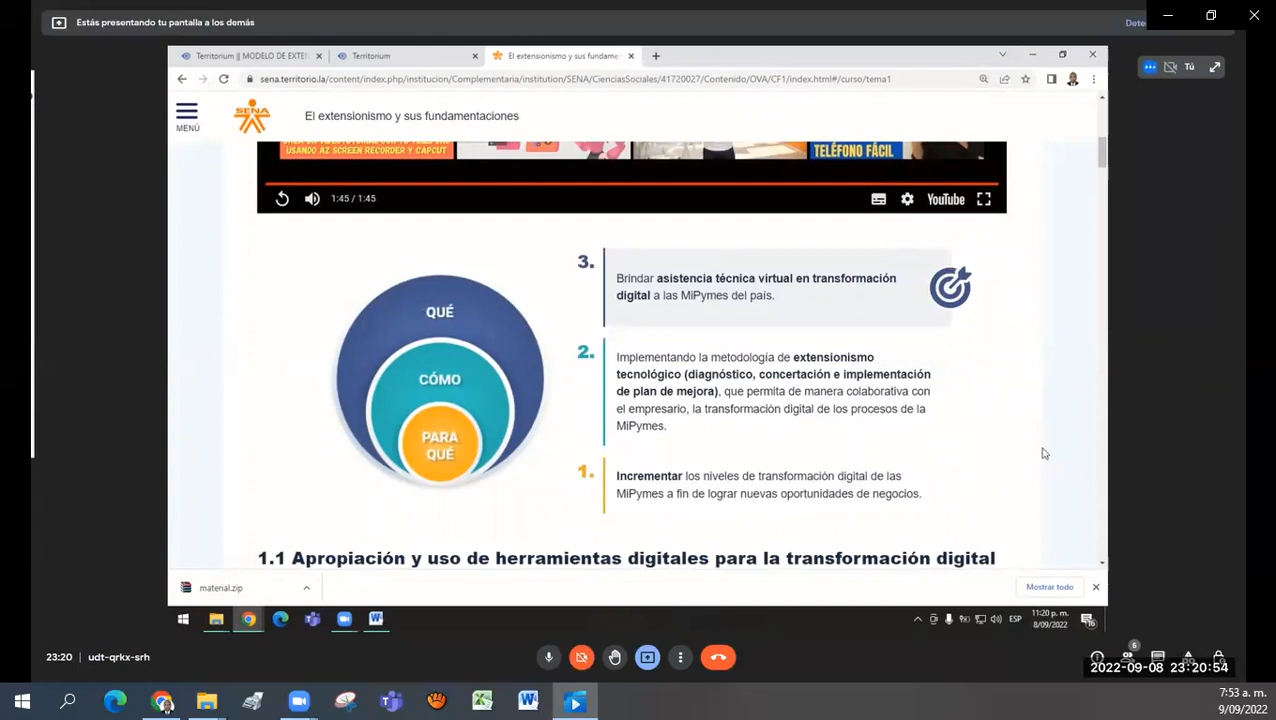 Estás presentando tu pantalla a los demás
Dete
Territorium || MODELO DE EXTEN
Territorium
El extensionismo y sus fundame
sena.territorio.la/content/index.php/institucion/Complementaria/institution/SENA/CienciasSociales/41720027/Contenido/OVA/CF1/index.html#/curso/tema1
Tú
MENÚ
SENA
El extensionismo y sus fundamentaciones
USANDO AZ SCREEN RECORDER Y CAPCUT
TELÉFONO FÁCIL
1:45 / 1:45
YouTube
QUÉ
CÓMO
PARA
QUÉ
3.
Brindar asistencia técnica virtual en transformación
digital a las MiPymes del país.
2.
Implementando la metodología de extensionismo
tecnológico (diagnóstico, concertación e implementación
de plan de mejora), que permita de manera colaborativa con
el empresario, la transformación digital de los procesos de la
MiPymes.
1.
Incrementar los niveles de transformación digital de las
MiPymes a fin de lograr nuevas oportunidades de negocios.
1.1 Apropiación y uso de herramientas digitales para la transformación digital
material.zip
Mostrar todo
ESP
11:20 p. m.
8/09/2022
16
23:20
udt-qrkx-srh
6
2022-09-08 23:20:54
7:53 a. m.
9/09/2022